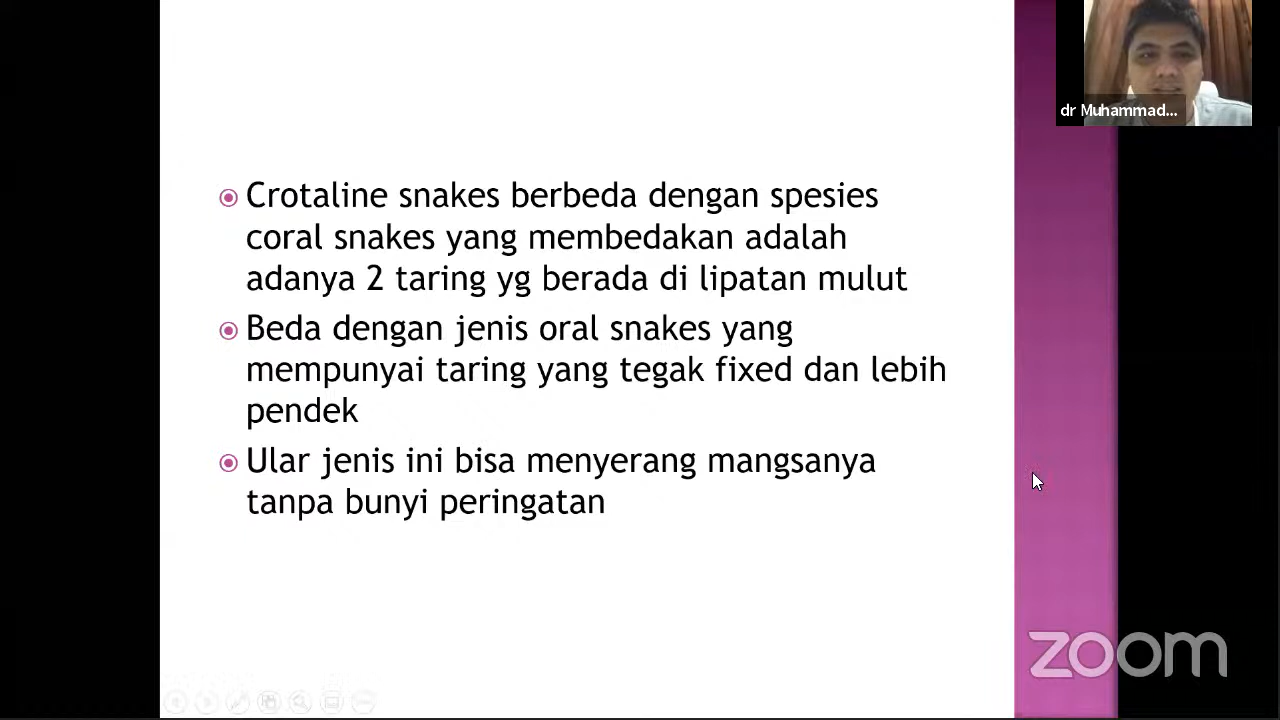 dr Muhammad...
Crotaline snakes berbeda dengan spesies
coral snakes yang membedakan adalah
adanya 2 taring yg berada di lipatan mulut
Beda dengan jenis oral snakes yang
mempunyai taring yang tegak fixed dan lebih
pendek
Ular jenis ini bisa menyerang mangsanya
tanpa bunyi peringatan
zoom